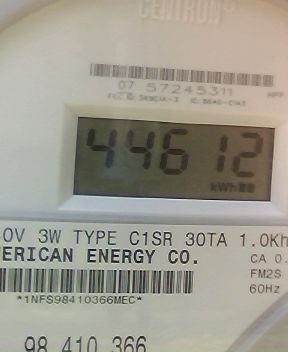 CENTRON®
07 57245311
44612
kWh
0V 3W TYPE C1SR 30TA 1.0Kh
ERICAN ENERGY CO.
CA 0.
FM2S
60Hz
*1NFS98410366MEC*
98 410 366